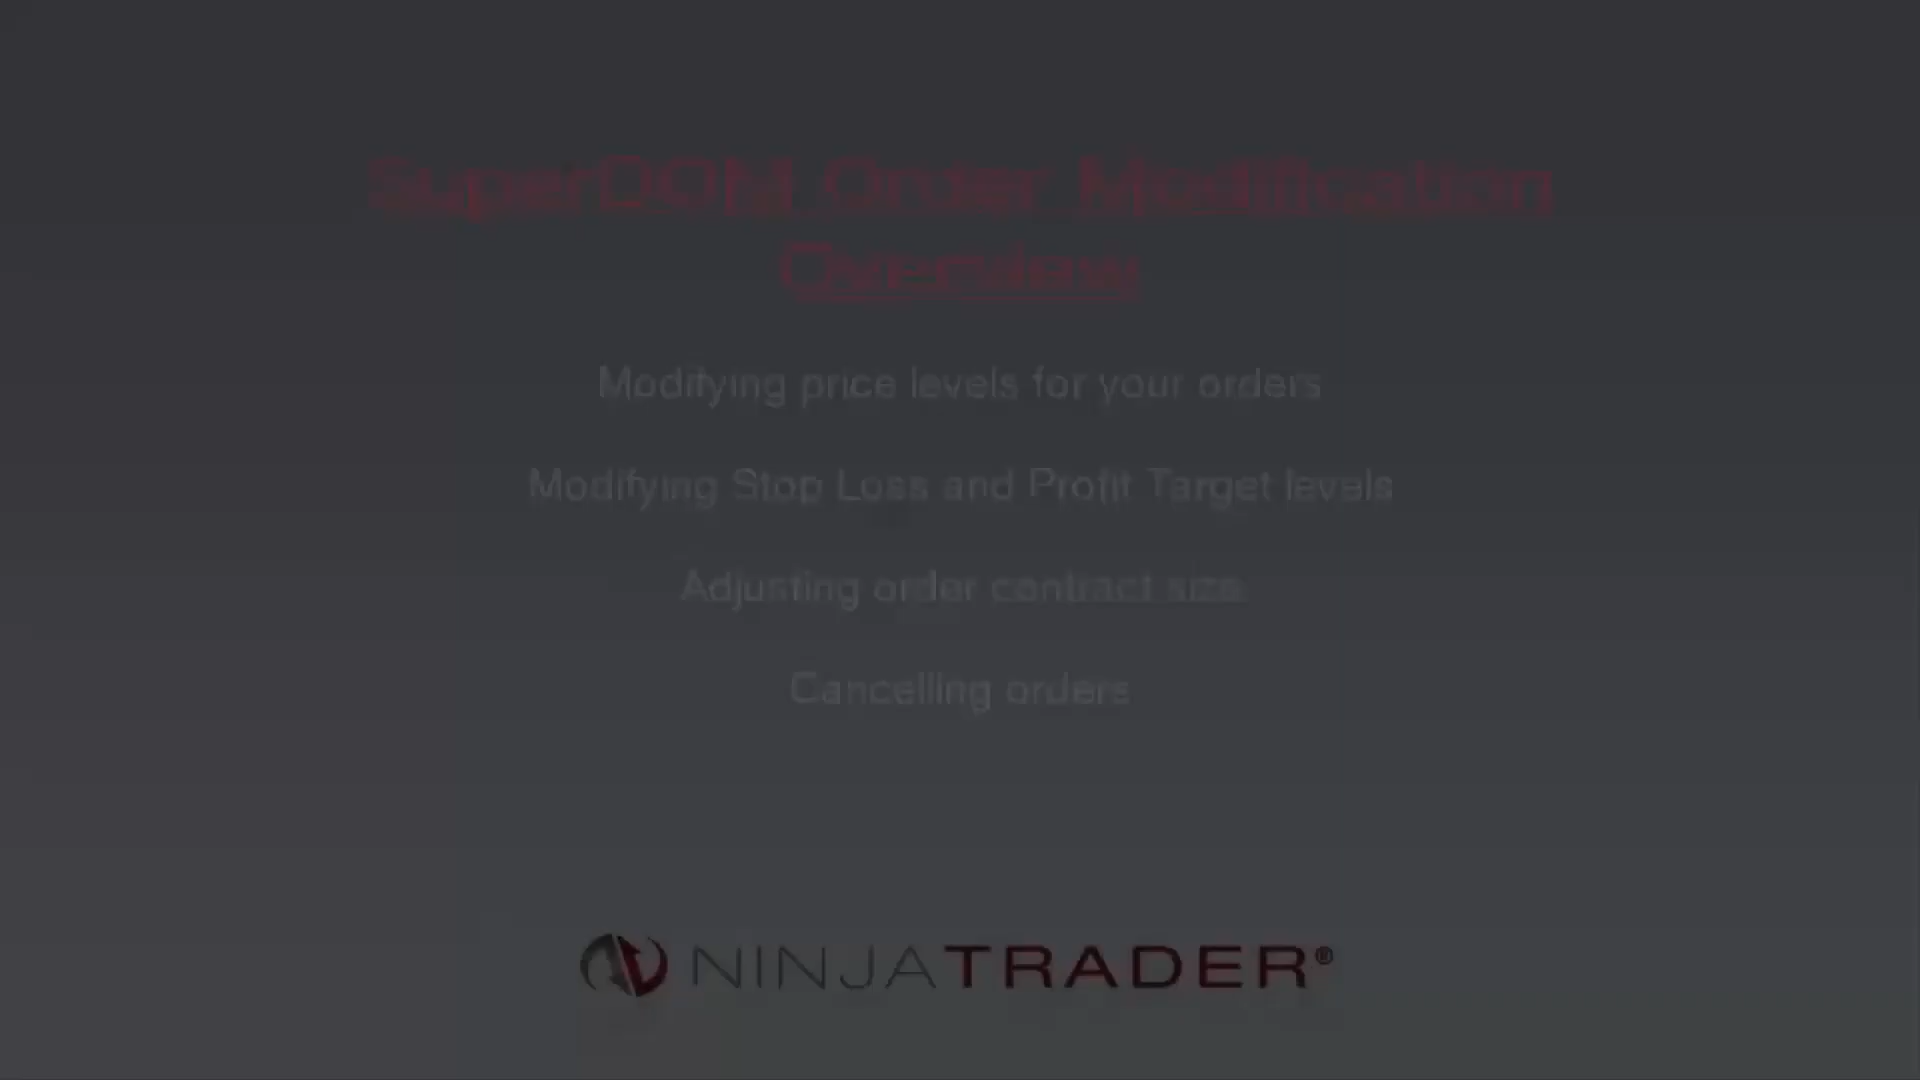 SuperDOM Order Modification
Overview
Modifying price levels for your orders
Modifying Stop Loss and Profit Target levels
Adjusting order contract size
Cancelling orders
NINJATRADER®